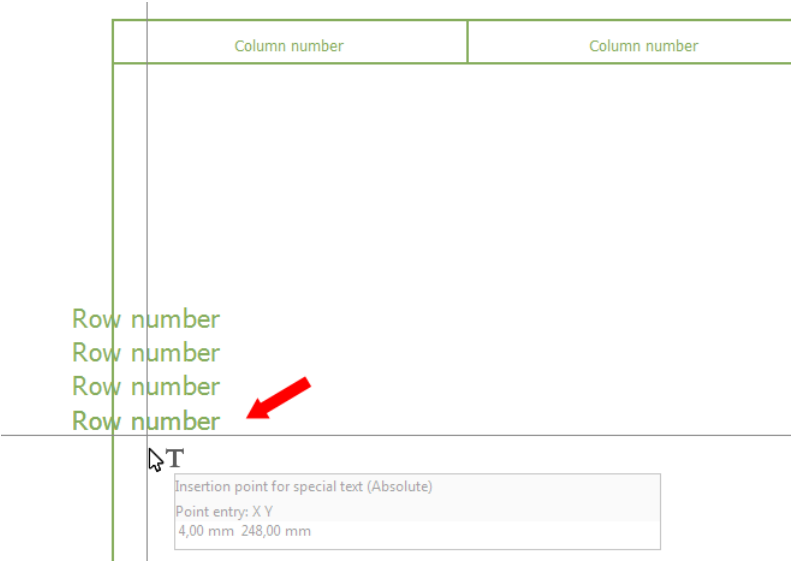 Column number Column number
Row number
Row number
Row number
Row number
T
Insertion point for special text (Absolute)
Point entry: X Y
4,00 mm 248,00 mm